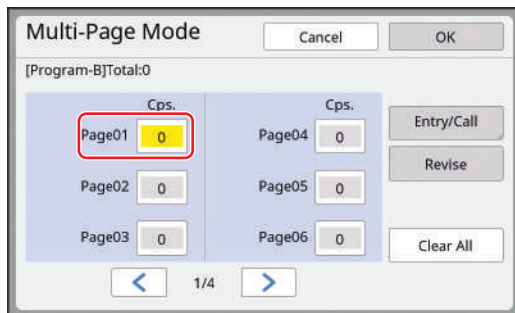 Multi-Page Mode
Cancel
OK
[Program-B]Total:0
Cps.
Cps.
Page01 0
Page04 0
Entry/Call
Page02 0
Page05 0
Revise
Page03 0
Page06 0
Clear All
< 1/4 >